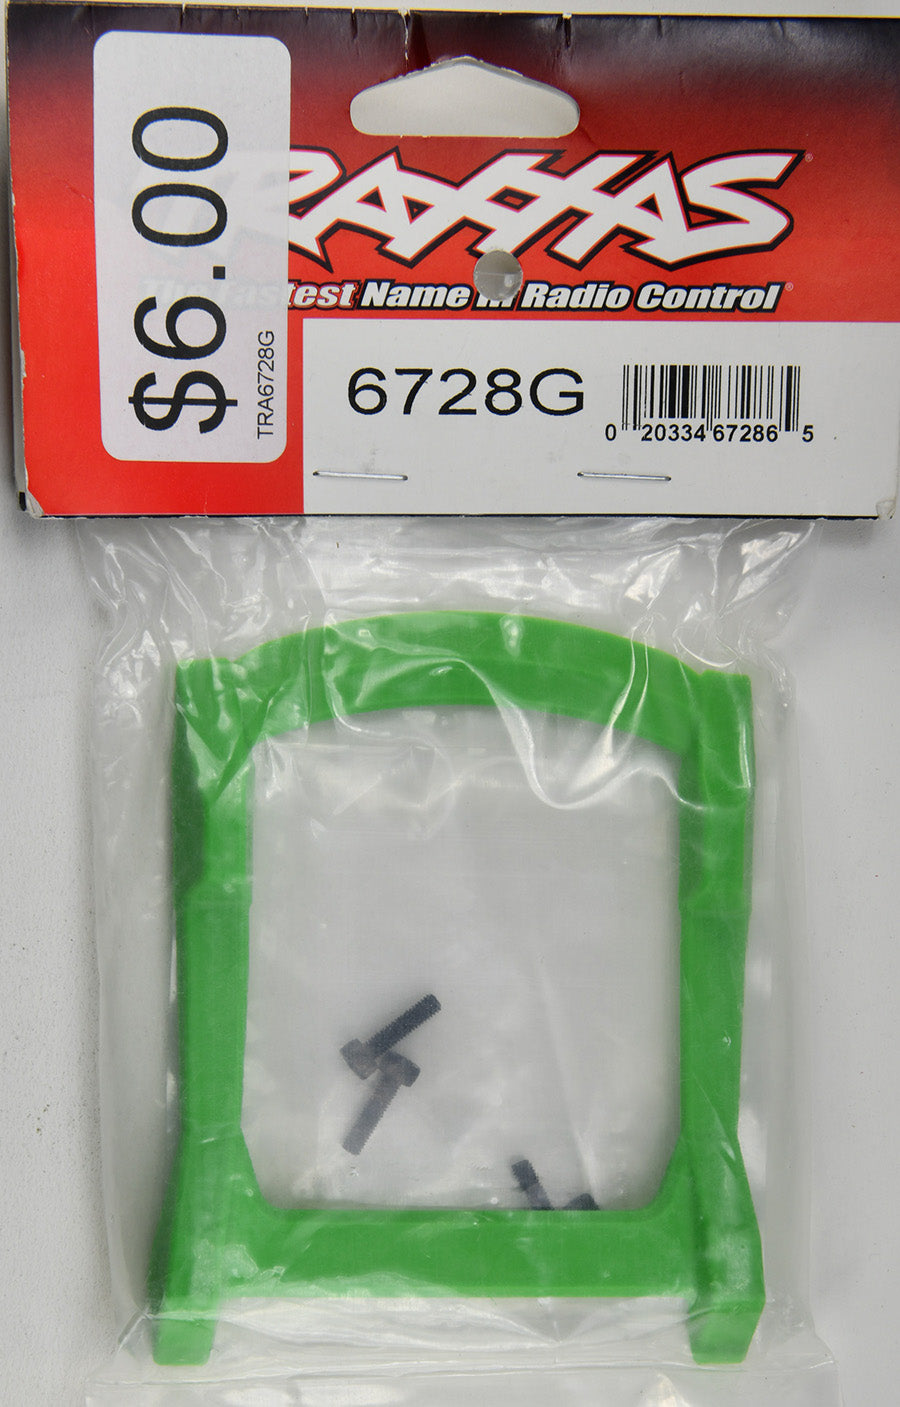 $6.00
TRA6728G
TRAXXAS®
The Fastest Name in Radio Control®
6728G
0 20334 67286 5